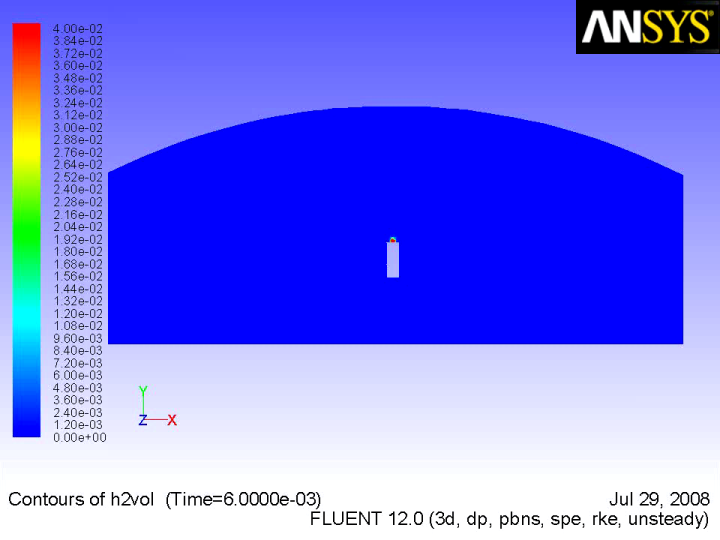 ANSYS
4.00e-02
3.84e-02
3.72e-02
3.60e-02
3.48e-02
3.36e-02
3.24e-02
3.12e-02
3.00e-02
2.88e-02
2.76e-02
2.64e-02
2.52e-02
2.40e-02
2.28e-02
2.16e-02
2.04e-02
1.92e-02
1.80e-02
1.68e-02
1.56e-02
1.44e-02
1.32e-02
1.20e-02
1.08e-02
9.60e-03
8.40e-03
7.20e-03
6.00e-03
4.80e-03
3.60e-03
2.40e-03
1.20e-03
0.00e+00
Y
Z X
Contours of h2vol (Time=6.0000e-03) Jul 29, 2008
FLUENT 12.0 (3d, dp, pbns, spe, rke, unsteady)